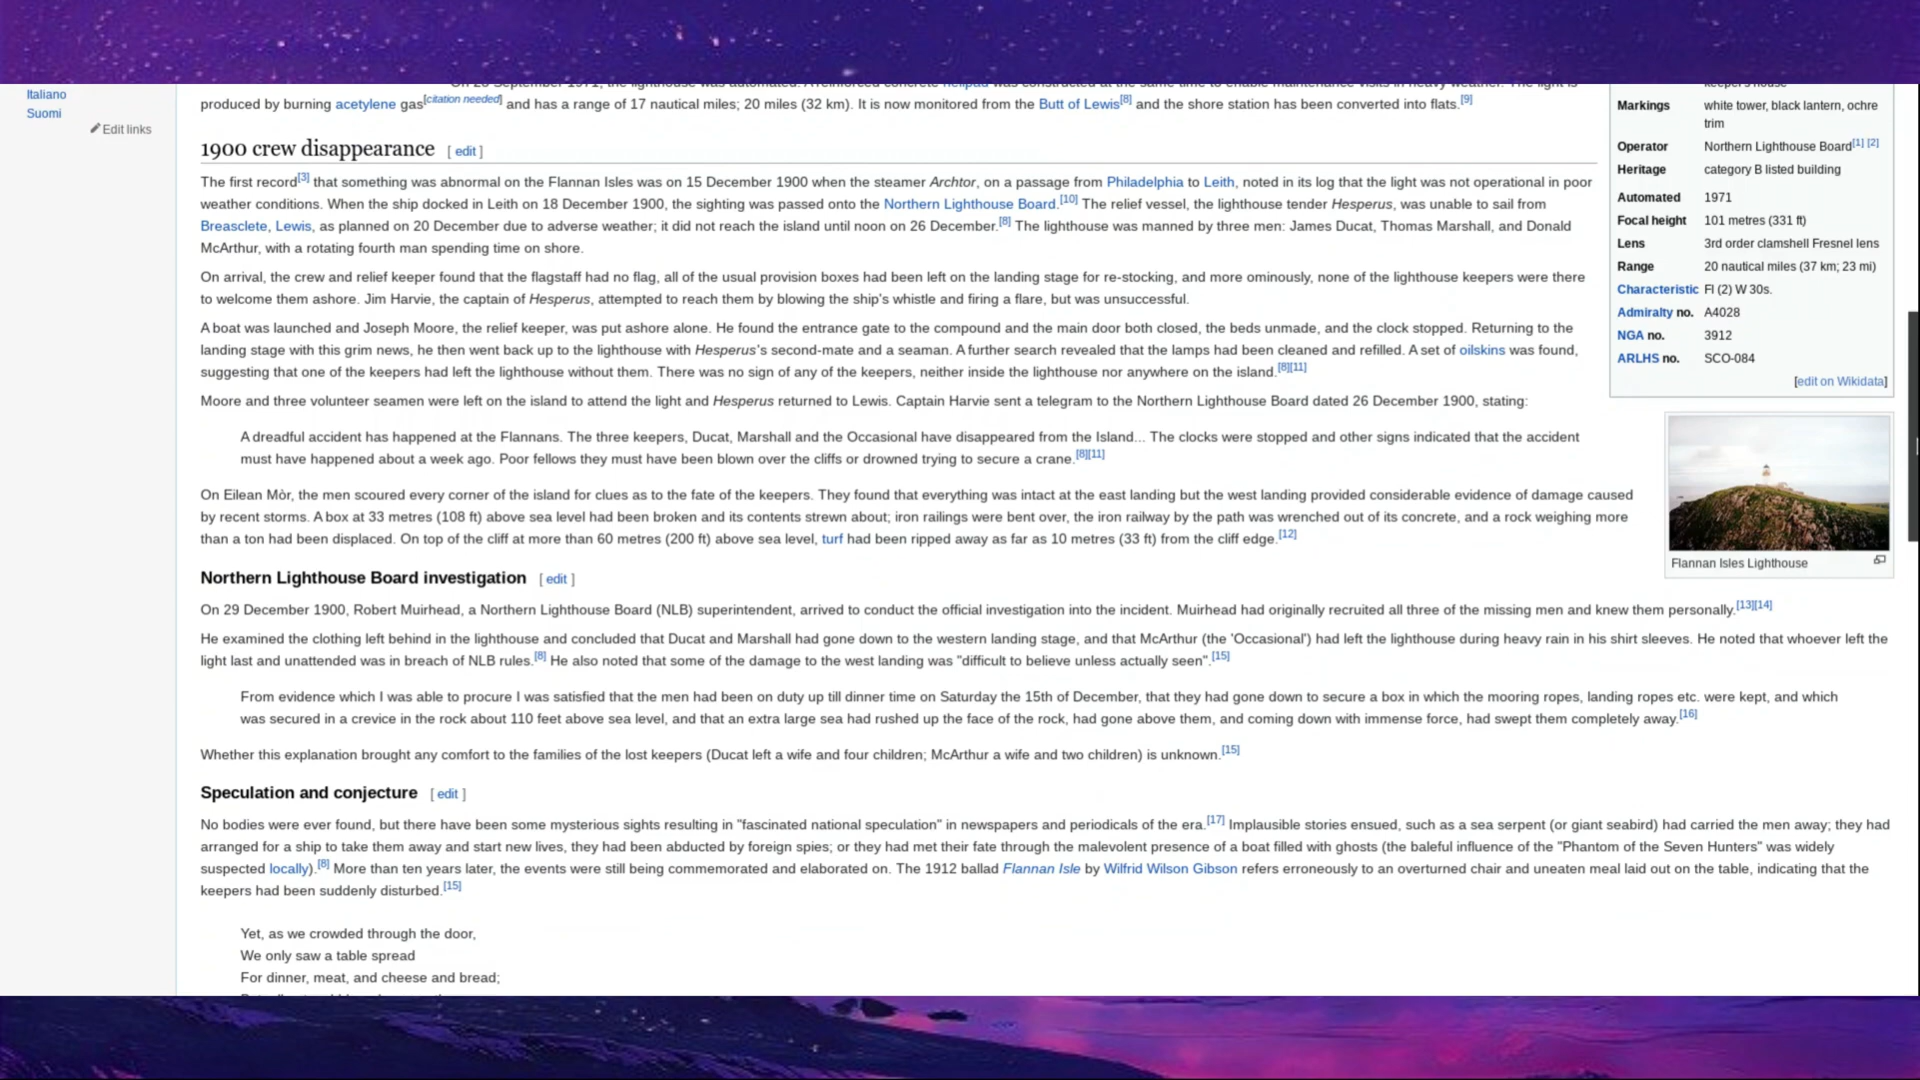 Italiano
Suomi
Edit links
produced by burning acetylene gas[citation needed] and has a range of 17 nautical miles; 20 miles (32 km). It is now monitored from the Butt of Lewis[8] and the shore station has been converted into flats.[9]
1900 crew disappearance [ edit ]
The first record[3] that something was abnormal on the Flannan Isles was on 15 December 1900 when the steamer Archtor, on a passage from Philadelphia to Leith, noted in its log that the light was not operational in poor
weather conditions. When the ship docked in Leith on 18 December 1900, the sighting was passed onto the Northern Lighthouse Board.[10] The relief vessel, the lighthouse tender Hesperus, was unable to sail from
Breasclete, Lewis, as planned on 20 December due to adverse weather; it did not reach the island until noon on 26 December.[8] The lighthouse was manned by three men: James Ducat, Thomas Marshall, and Donald
McArthur, with a rotating fourth man spending time on shore.
On arrival, the crew and relief keeper found that the flagstaff had no flag, all of the usual provision boxes had been left on the landing stage for re-stocking, and more ominously, none of the lighthouse keepers were there
to welcome them ashore. Jim Harvie, the captain of Hesperus, attempted to reach them by blowing the ship's whistle and firing a flare, but was unsuccessful.
A boat was launched and Joseph Moore, the relief keeper, was put ashore alone. He found the entrance gate to the compound and the main door both closed, the beds unmade, and the clock stopped. Returning to the
landing stage with this grim news, he then went back up to the lighthouse with Hesperus's second-mate and a seaman. A further search revealed that the lamps had been cleaned and refilled. A set of oilskins was found,
suggesting that one of the keepers had left the lighthouse without them. There was no sign of any of the keepers, neither inside the lighthouse nor anywhere on the island.[8][11]
Moore and three volunteer seamen were left on the island to attend the light and Hesperus returned to Lewis. Captain Harvie sent a telegram to the Northern Lighthouse Board dated 26 December 1900, stating:
A dreadful accident has happened at the Flannans. The three keepers, Ducat, Marshall and the Occasional have disappeared from the Island... The clocks were stopped and other signs indicated that the accident
must have happened about a week ago. Poor fellows they must have been blown over the cliffs or drowned trying to secure a crane.[8][11]
On Eilean Mòr, the men scoured every corner of the island for clues as to the fate of the keepers. They found that everything was intact at the east landing but the west landing provided considerable evidence of damage caused
by recent storms. A box at 33 metres (108 ft) above sea level had been broken and its contents strewn about; iron railings were bent over, the iron railway by the path was wrenched out of its concrete, and a rock weighing more
than a ton had been displaced. On top of the cliff at more than 60 metres (200 ft) above sea level, turf had been ripped away as far as 10 metres (33 ft) from the cliff edge.[12]
Northern Lighthouse Board investigation [ edit ]
On 29 December 1900, Robert Muirhead, a Northern Lighthouse Board (NLB) superintendent, arrived to conduct the official investigation into the incident. Muirhead had originally recruited all three of the missing men and knew them personally.[13][14]
He examined the clothing left behind in the lighthouse and concluded that Ducat and Marshall had gone down to the western landing stage, and that McArthur (the 'Occasional') had left the lighthouse during heavy rain in his shirt sleeves. He noted that whoever left the
light last and unattended was in breach of NLB rules.[8] He also noted that some of the damage to the west landing was "difficult to believe unless actually seen".[15]
From evidence which I was able to procure I was satisfied that the men had been on duty up till dinner time on Saturday the 15th of December, that they had gone down to secure a box in which the mooring ropes, landing ropes etc. were kept, and which
was secured in a crevice in the rock about 110 feet above sea level, and that an extra large sea had rushed up the face of the rock, had gone above them, and coming down with immense force, had swept them completely away.[16]
Whether this explanation brought any comfort to the families of the lost keepers (Ducat left a wife and four children; McArthur a wife and two children) is unknown.[15]
Speculation and conjecture [ edit ]
No bodies were ever found, but there have been some mysterious sights resulting in "fascinated national speculation" in newspapers and periodicals of the era.[17] Implausible stories ensued, such as a sea serpent (or giant seabird) had carried the men away; they had
arranged for a ship to take them away and start new lives, they had been abducted by foreign spies; or they had met their fate through the malevolent presence of a boat filled with ghosts (the baleful influence of the "Phantom of the Seven Hunters" was widely
suspected locally).[8] More than ten years later, the events were still being commemorated and elaborated on. The 1912 ballad Flannan Isle by Wilfrid Wilson Gibson refers erroneously to an overturned chair and uneaten meal laid out on the table, indicating that the
keepers had been suddenly disturbed.[15]
Yet, as we crowded through the door,
We only saw a table spread
For dinner, meat, and cheese and bread;
Markings white tower, black lantern, ochre
trim
Operator Northern Lighthouse Board[1] [2]
Heritage category B listed building
Automated 1971
Focal height 101 metres (331 ft)
Lens 3rd order clamshell Fresnel lens
Range 20 nautical miles (37 km; 23 mi)
Characteristic Fl (2) W 30s.
Admiralty no. A4028
NGA no. 3912
ARLHS no. SCO-084
[edit on Wikidata]
Flannan Isles Lighthouse